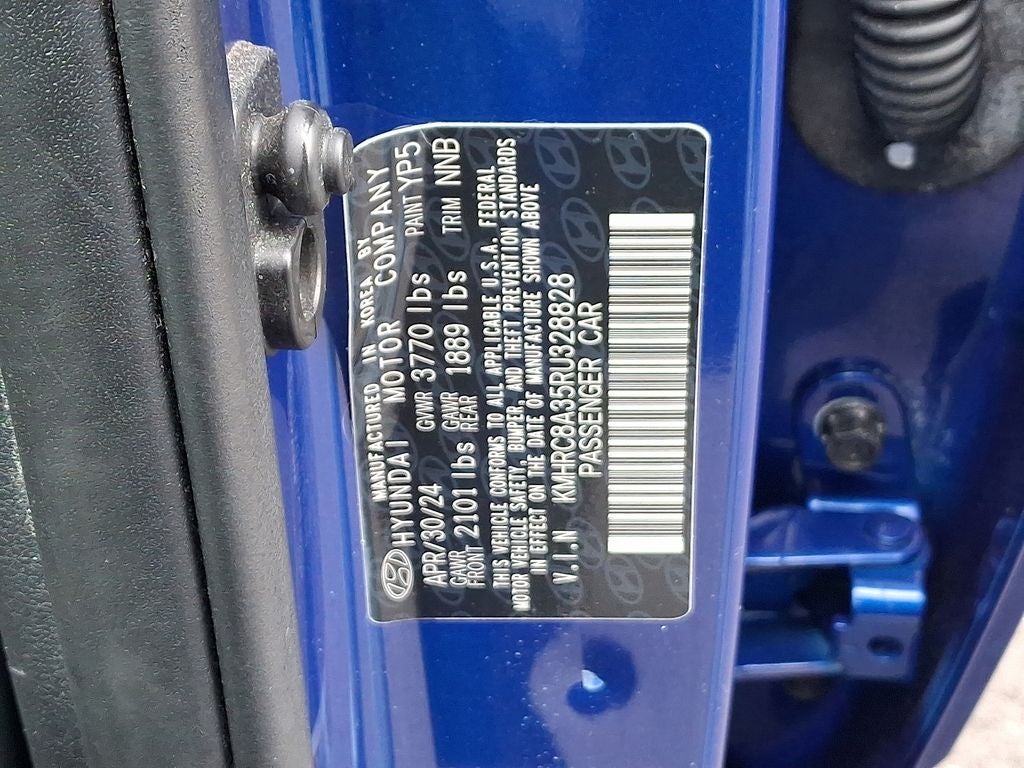 MANUFACTURED IN KOREA BY
HYUNDAI MOTOR COMPANY
APR/30/24 GVWR 3770 lbs PAINT YP5
GAWR FRONT 2101 lbs GAWR REAR 1889 lbs TRIM NNB
THIS VEHICLE CONFORMS TO ALL APPLICABLE U.S.A. FEDERAL
MOTOR VEHICLE SAFETY, BUMPER, AND THEFT PREVENTION STANDARDS
IN EFFECT ON THE DATE OF MANUFACTURE SHOWN ABOVE
V.I.N KMHRC8A35RU328828
PASSENGER CAR